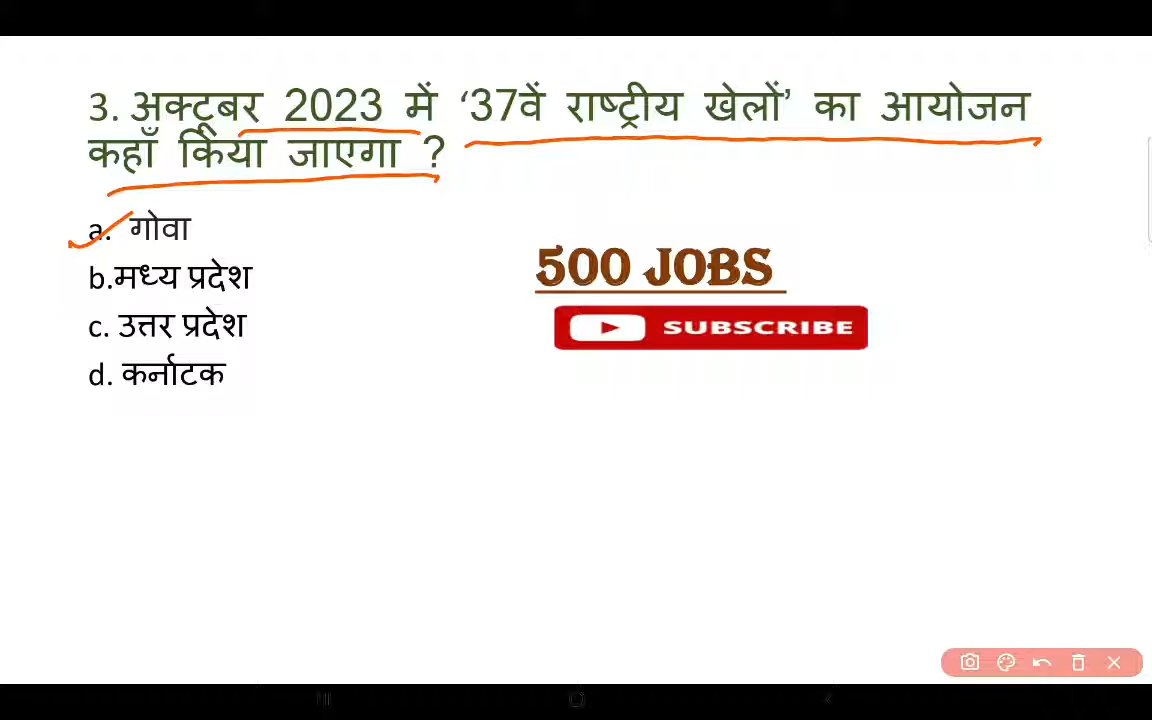 3. अक्टूबर 2023 में ‘37वें राष्ट्रीय खेलों’ का आयोजन
कहाँ किया जाएगा ?
a. गोवा
b.मध्य प्रदेश
c. उत्तर प्रदेश
d. कर्नाटक
500 JOBS
SUBSCRIBE